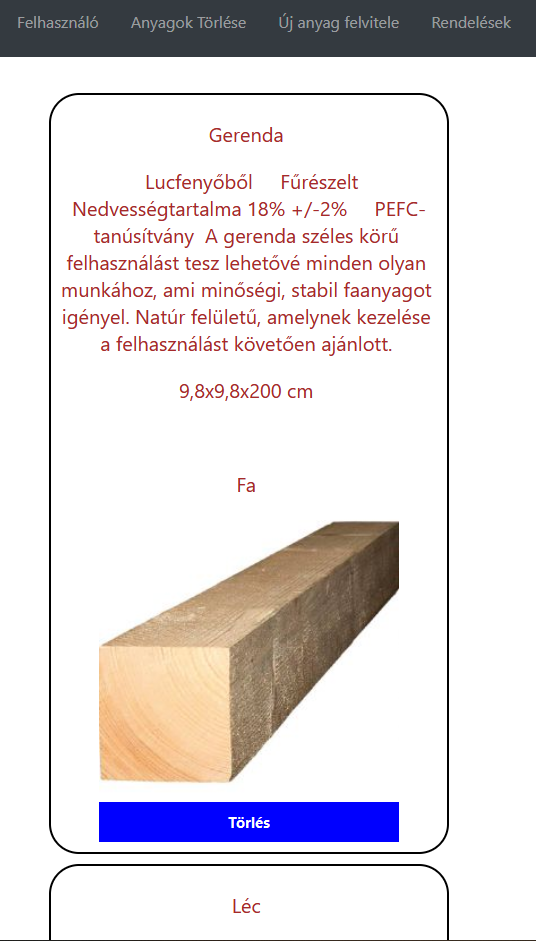 Felhasználó Anyagok Törlése Új anyag felvitele Rendelések
Gerenda
Lucfenyőből Fűrészelt
Nedvességtartalma 18% +/-2% PEFC-
tanúsítvány A gerenda széles körű
felhasználást tesz lehetővé minden olyan
munkához, ami minőségi, stabil faanyagot
igényel. Natúr felületű, amelynek kezelése
a felhasználást követően ajánlott.
9,8x9,8x200 cm
Fa
Törlés
Léc